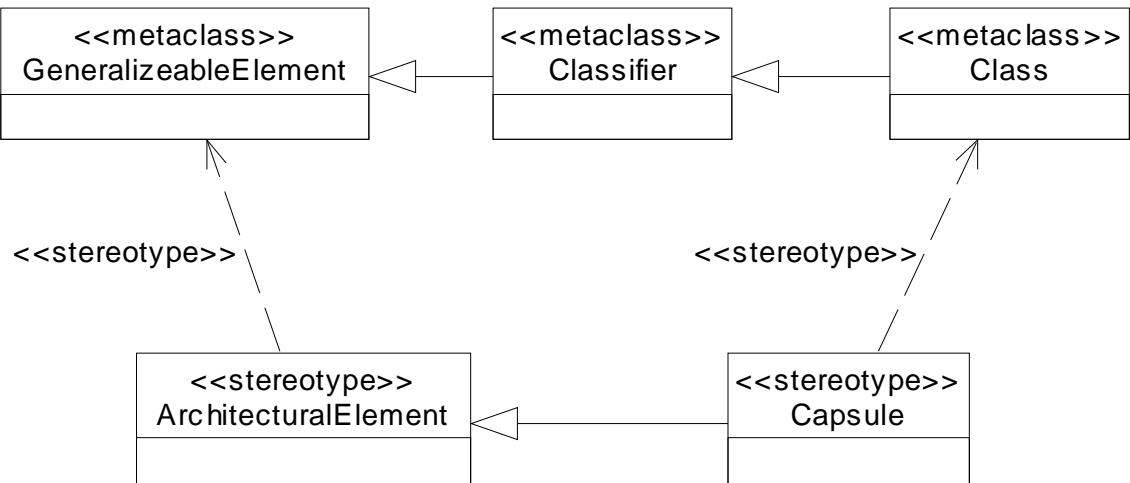 <<metaclass>>
GeneralizeableElement
<<metaclass>>
Classifier
<<metaclass>>
Class
<<stereotype>>
<<stereotype>>
<<stereotype>>
ArchitecturalElement
<<stereotype>>
Capsule